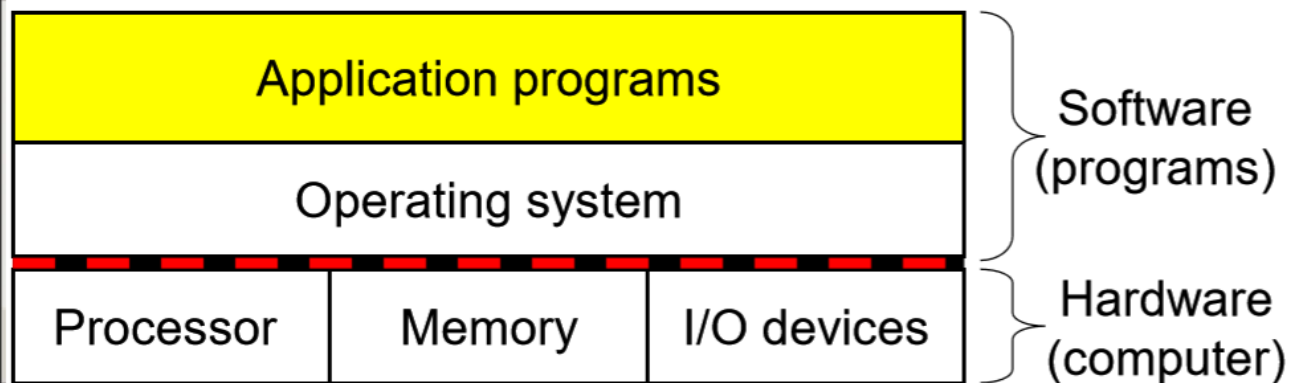 Application programs
Operating system
Software
(programs)
Processor
Memory
I/O devices
Hardware
(computer)